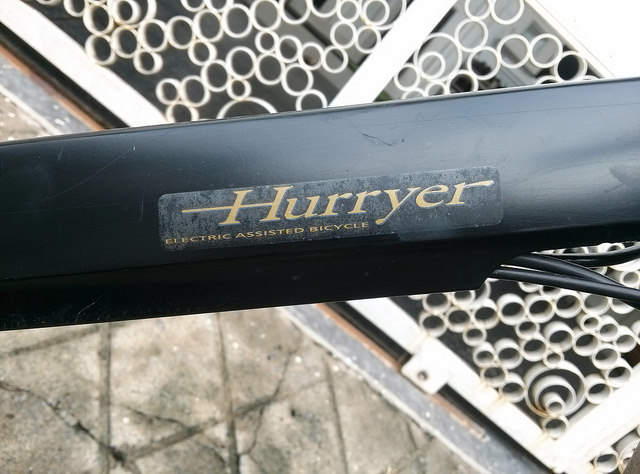 Hurryer
ELECTRIC ASSISTED BICYCLE